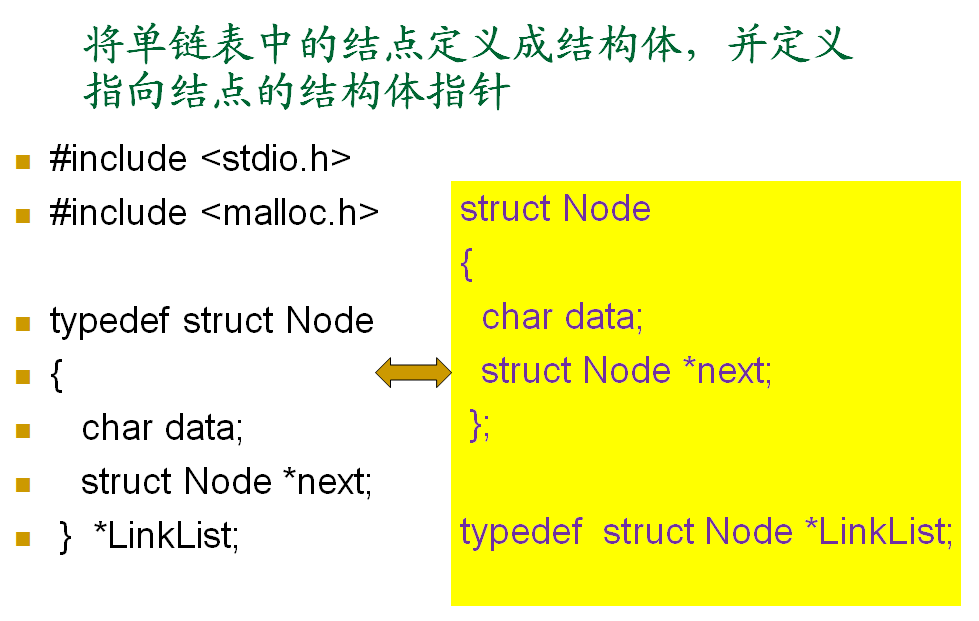 将单链表中的结点定义成结构体，并定义
指向结点的结构体指针
#include <stdio.h>
#include <malloc.h>
typedef struct Node
{
char data;
struct Node *next;
} *LinkList;
struct Node
{
char data;
struct Node *next;
};
typedef struct Node *LinkList;